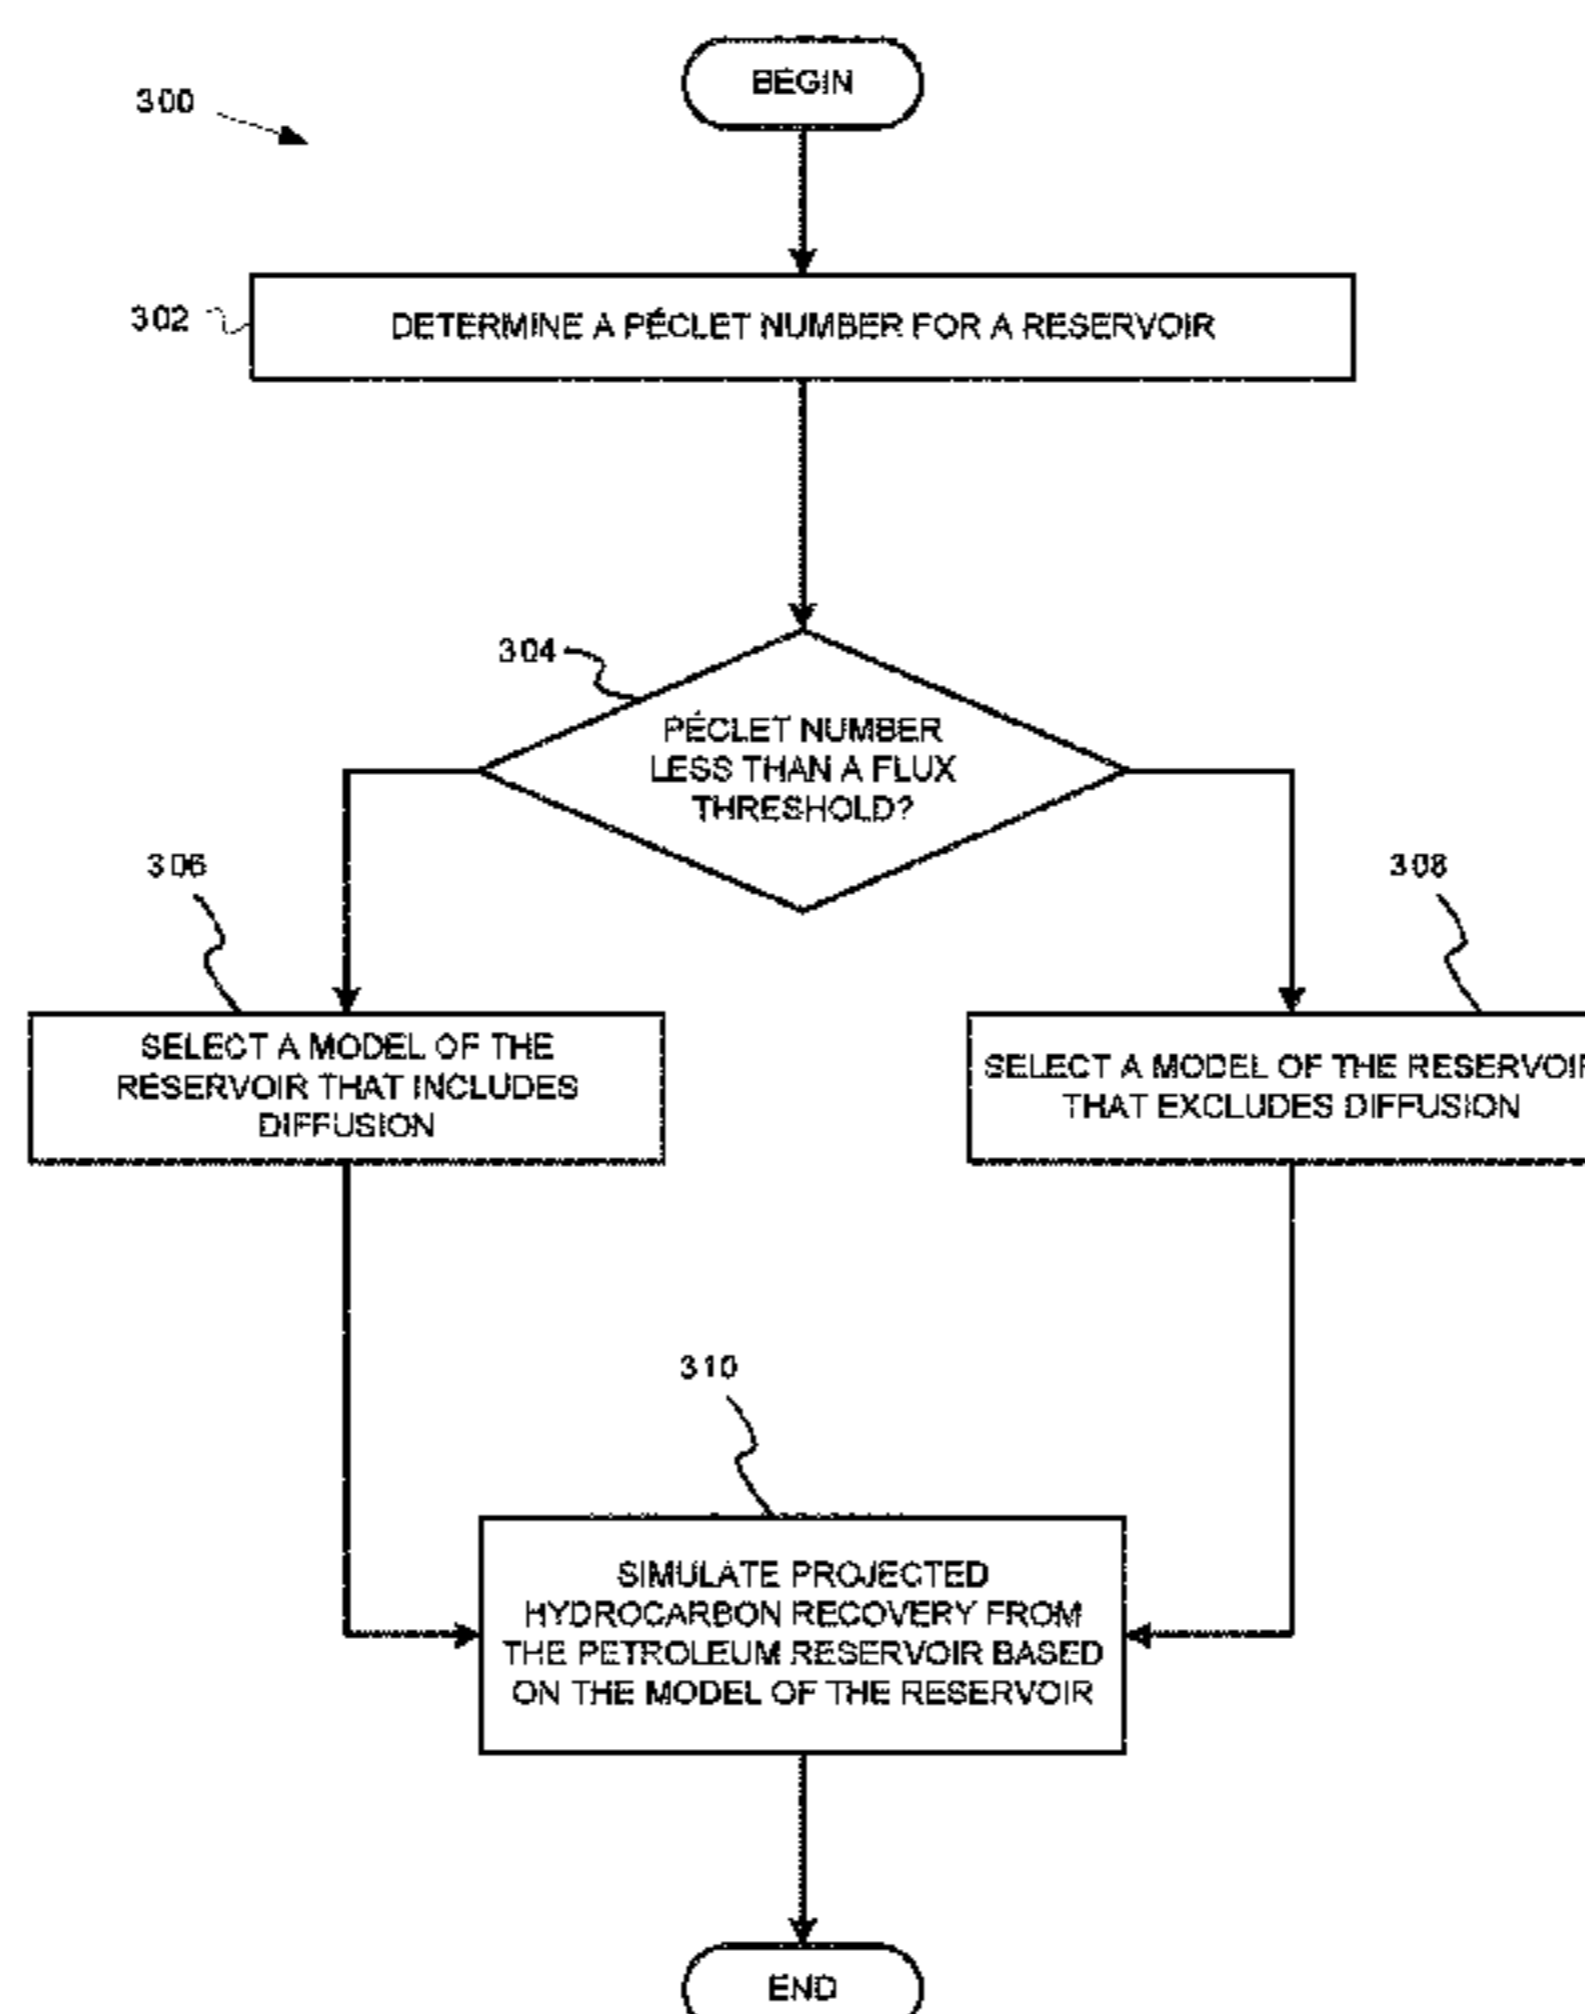 BEGIN
300
302
DETERMINE A PÉCLET NUMBER FOR A RESERVOIR
304
PÉCLET NUMBER
LESS THAN A FLUX
THRESHOLD?
306
308
SELECT A MODEL OF THE
RESERVOIR THAT INCLUDES
DIFFUSION
SELECT A MODEL OF THE RESERVOIR
THAT EXCLUDES DIFFUSION
310
SIMULATE PROJECTED
HYDROCARBON RECOVERY FROM
THE PETROLEUM RESERVOIR BASED
ON THE MODEL OF THE RESERVOIR
END